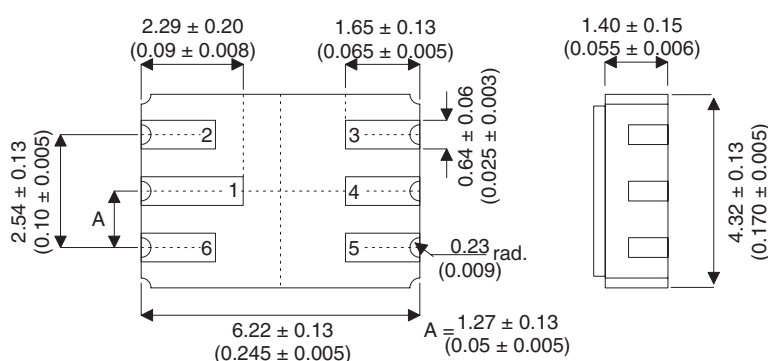 2.29 ± 0.20
(0.09 ± 0.008)
1.65 ± 0.13
(0.065 ± 0.005)
1.40 ± 0.15
(0.055 ± 0.006)
2
3
1
4
6
5
A
2.54 ± 0.13
(0.10 ± 0.005)
0.64 ± 0.06
(0.025 ± 0.003)
4.32 ± 0.13
(0.170 ± 0.005)
0.23 rad.
(0.009)
6.22 ± 0.13
(0.245 ± 0.005)
A = 1.27 ± 0.13
(0.05 ± 0.005)